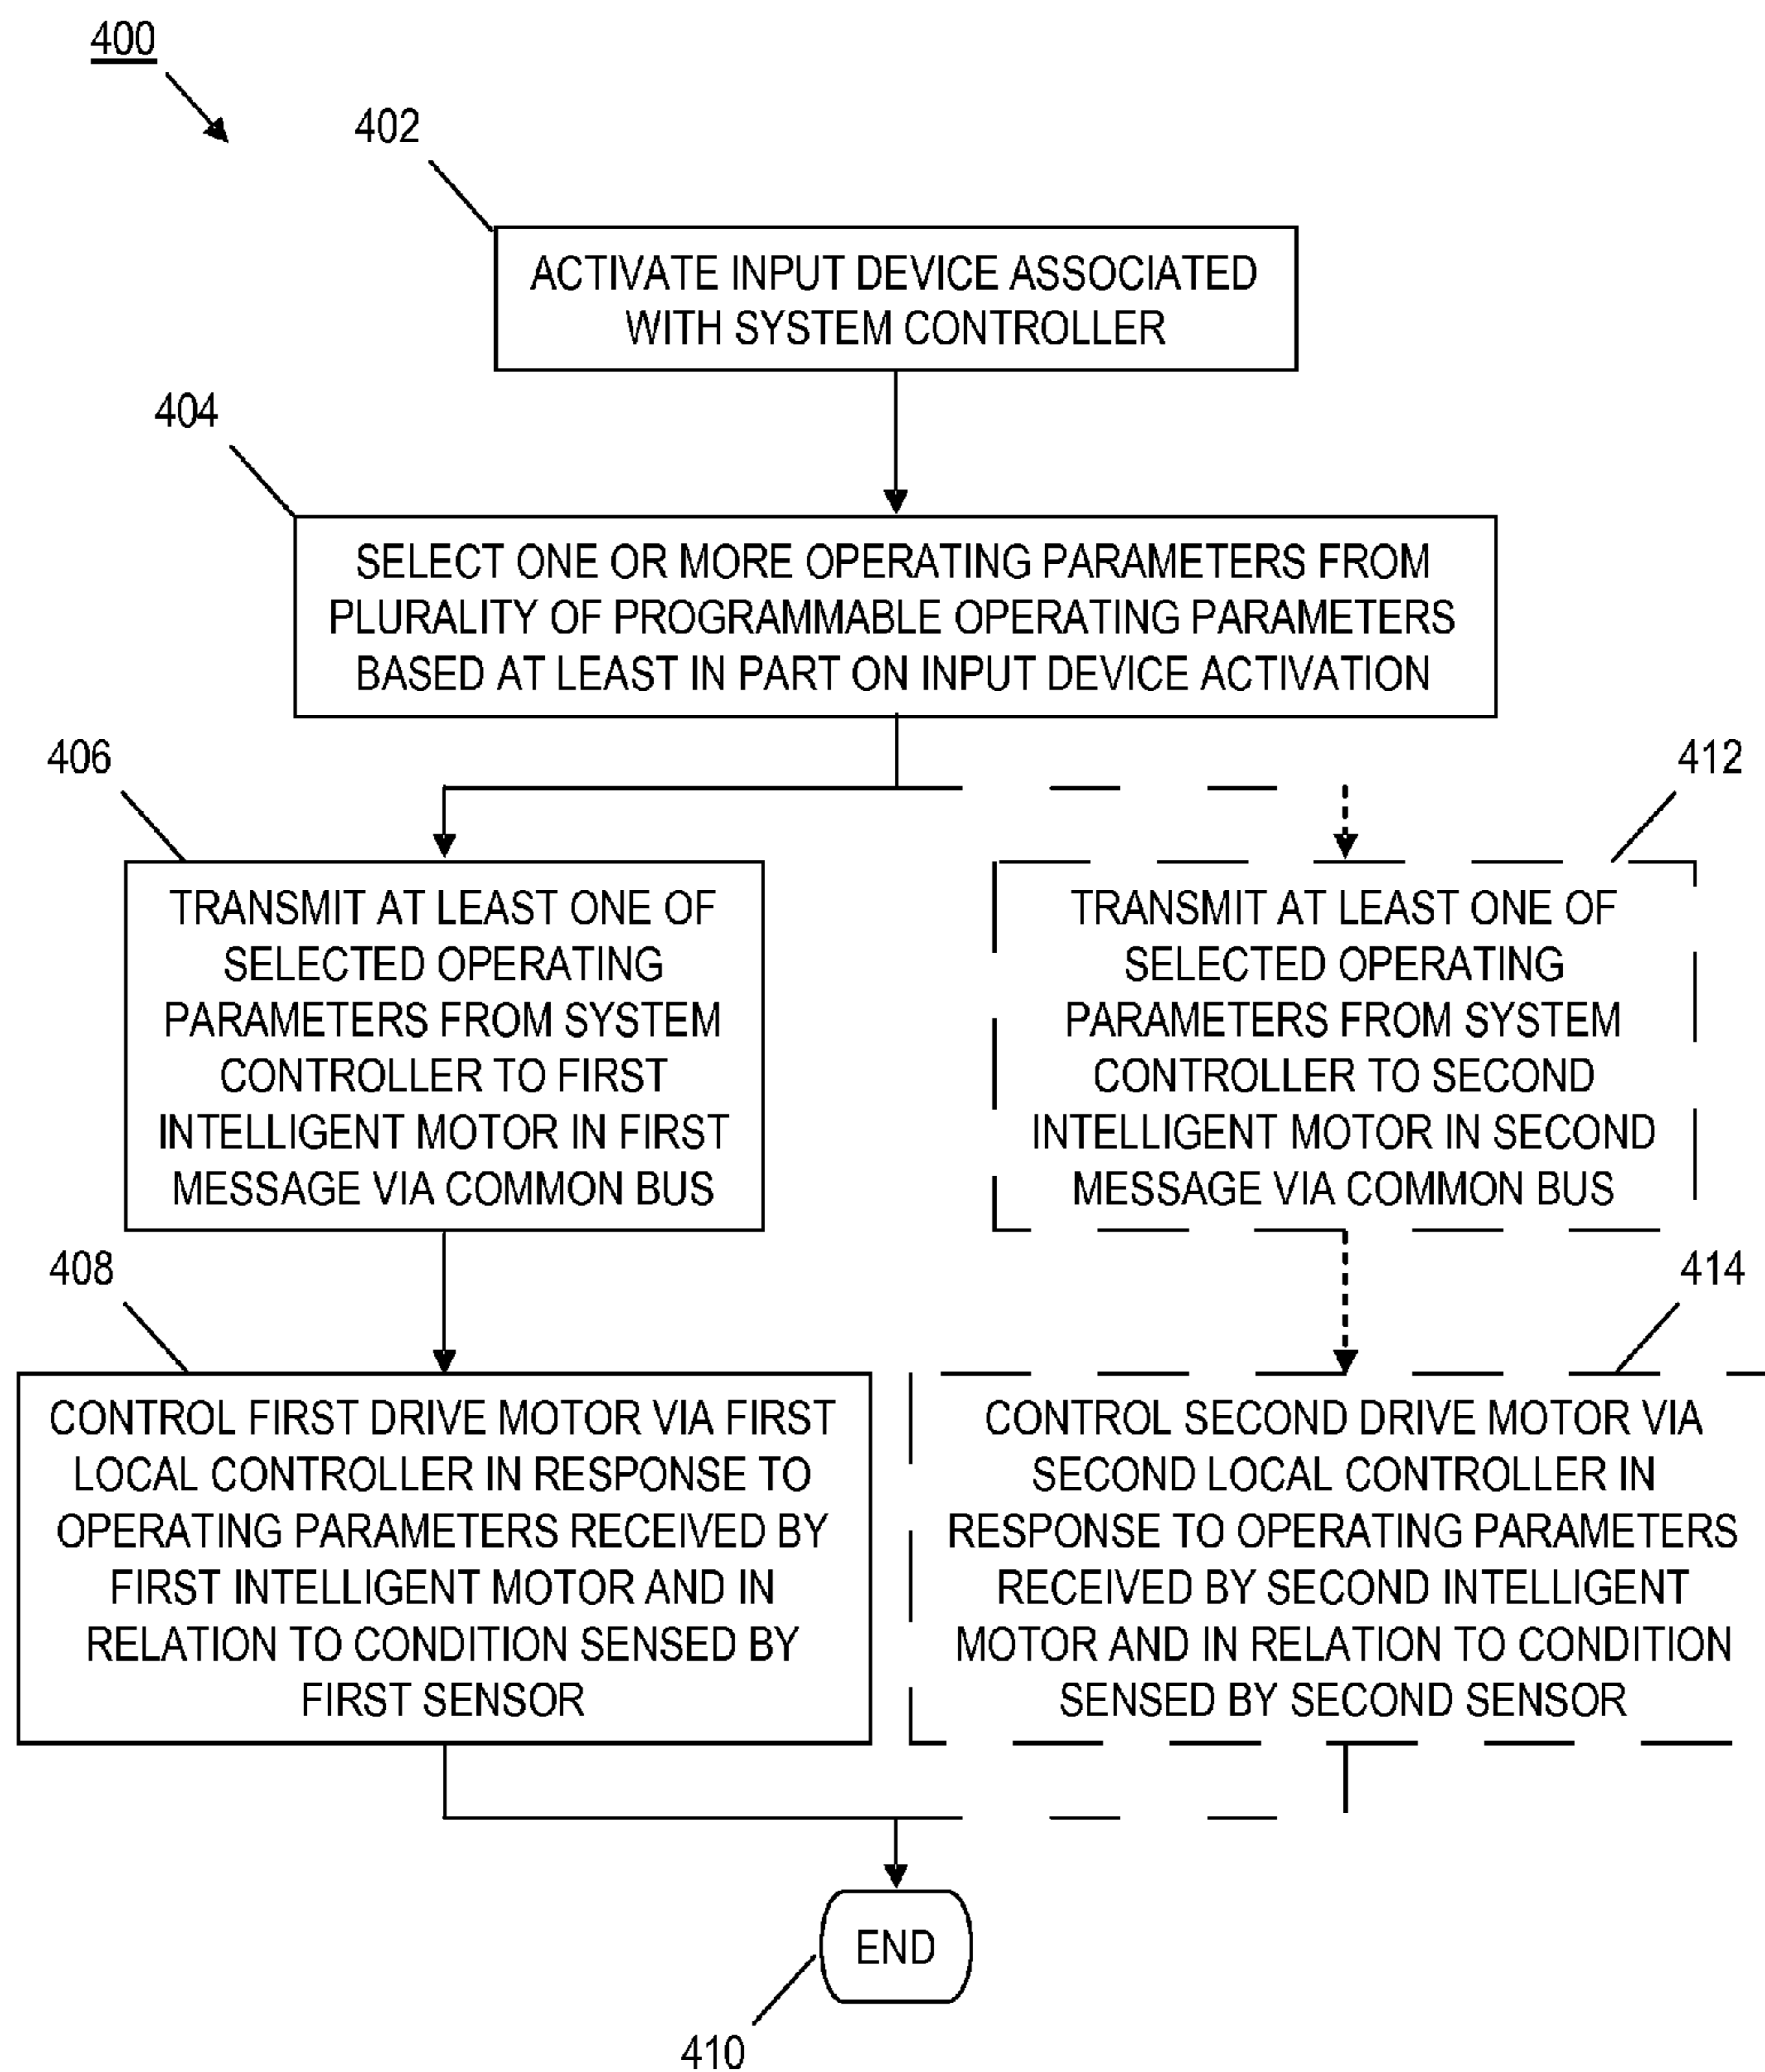 400
402
ACTIVATE INPUT DEVICE ASSOCIATED
WITH SYSTEM CONTROLLER
404
SELECT ONE OR MORE OPERATING PARAMETERS FROM
PLURALITY OF PROGRAMMABLE OPERATING PARAMETERS
BASED AT LEAST IN PART ON INPUT DEVICE ACTIVATION
406
TRANSMIT AT LEAST ONE OF
SELECTED OPERATING
PARAMETERS FROM SYSTEM
CONTROLLER TO FIRST
INTELLIGENT MOTOR IN FIRST
MESSAGE VIA COMMON BUS
412
TRANSMIT AT LEAST ONE OF
SELECTED OPERATING
PARAMETERS FROM SYSTEM
CONTROLLER TO SECOND
INTELLIGENT MOTOR IN SECOND
MESSAGE VIA COMMON BUS
408
CONTROL FIRST DRIVE MOTOR VIA FIRST
LOCAL CONTROLLER IN RESPONSE TO
OPERATING PARAMETERS RECEIVED BY
FIRST INTELLIGENT MOTOR AND IN
RELATION TO CONDITION SENSED BY
FIRST SENSOR
414
CONTROL SECOND DRIVE MOTOR VIA
SECOND LOCAL CONTROLLER IN
RESPONSE TO OPERATING PARAMETERS
RECEIVED BY SECOND INTELLIGENT
MOTOR AND IN RELATION TO CONDITION
SENSED BY SECOND SENSOR
END
410